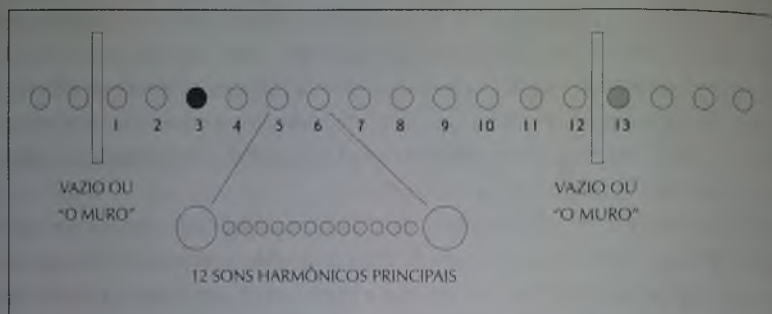 1 2 3 4 5 6 7 8 9 10 11 12 13
VAZIO OU
"O MURO"
VAZIO OU
"O MURO"
12 SONS HARMÔNICOS PRINCIPAIS